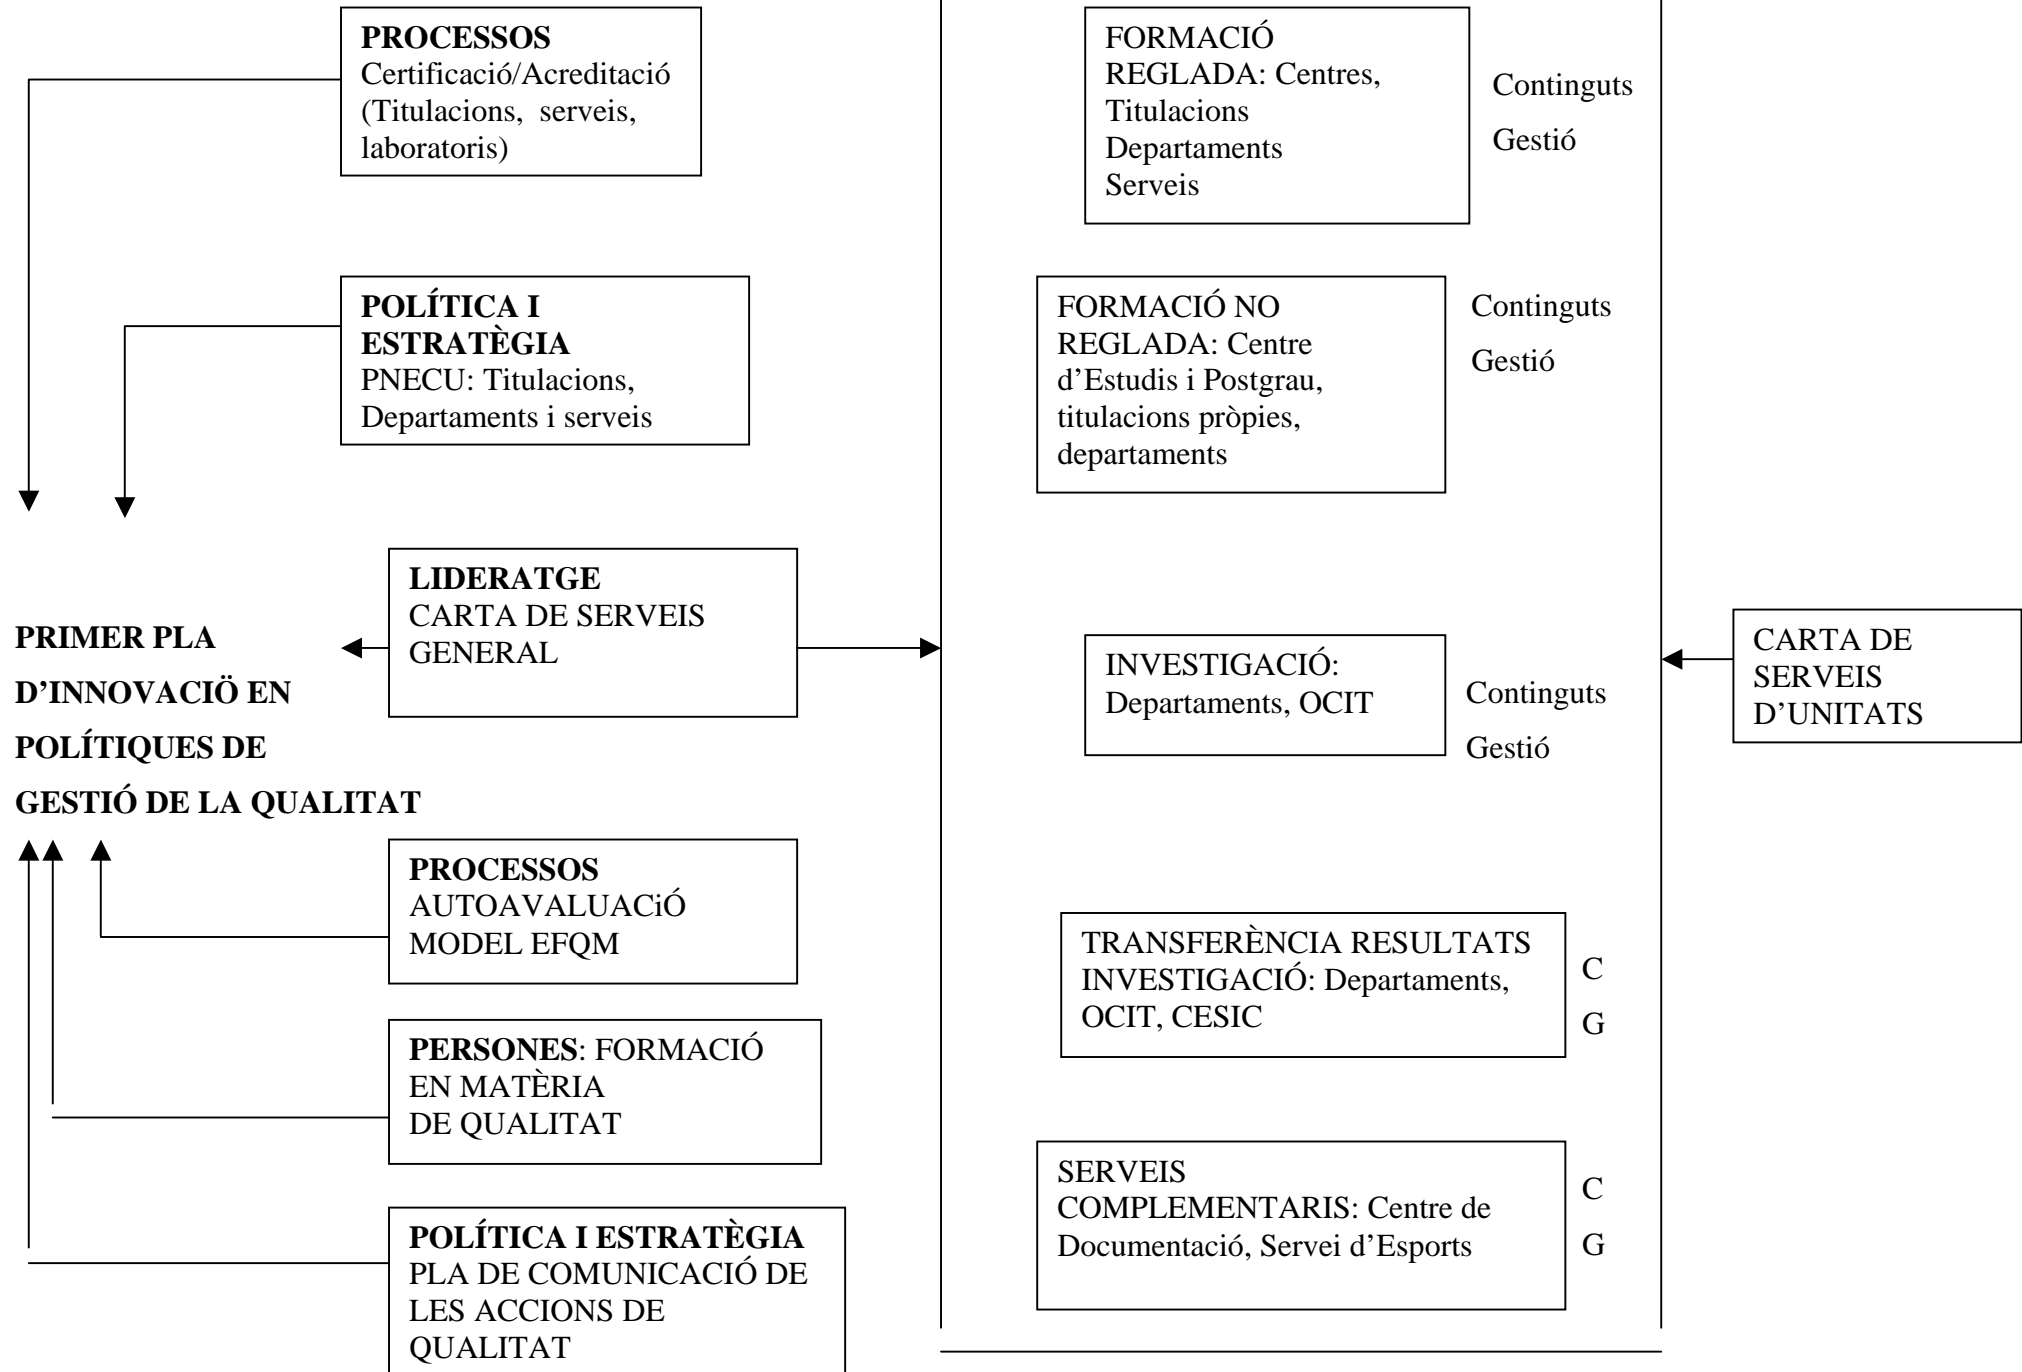 PROCESSOS
Certificació/Acreditació
(Titulacions, serveis,
laboratoris)
POLÍTICA I
ESTRATÈGIA
PNECU: Titulacions,
Departaments i serveis
LIDERATGE
CARTA DE SERVEIS
GENERAL
PRIMER PLA
D’INNOVACIÖ EN
POLÍTIQUES DE
GESTIÓ DE LA QUALITAT
PROCESSOS
AUTOAVALUACiÓ
MODEL EFQM
PERSONES: FORMACIÓ
EN MATÈRIA
DE QUALITAT
POLÍTICA I ESTRATÈGIA
PLA DE COMUNICACIÓ DE
LES ACCIONS DE
QUALITAT
FORMACIÓ
REGLADA: Centres,
Titulacions
Departaments
Serveis
Continguts
Gestió
FORMACIÓ NO
REGLADA: Centre
d’Estudis i Postgrau,
titulacions pròpies,
departaments
Continguts
Gestió
INVESTIGACIÓ:
Departaments, OCIT
Continguts
Gestió
TRANSFERÈNCIA RESULTATS
INVESTIGACIÓ: Departaments,
OCIT, CESIC
C
G
SERVEIS
COMPLEMENTARIS: Centre de
Documentació, Servei d’Esports
C
G
CARTA DE
SERVEIS
D’UNITATS